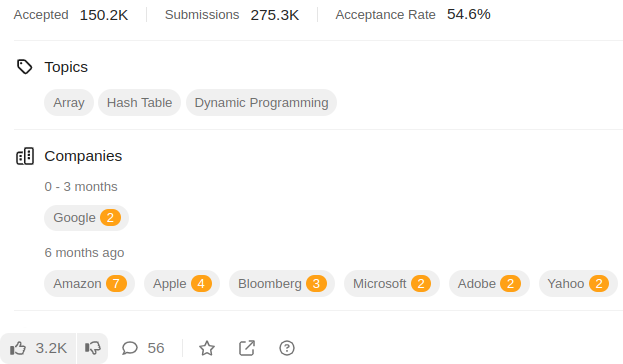 Accepted 150.2K Submissions 275.3K Acceptance Rate 54.6%
Topics
Array Hash Table Dynamic Programming
Companies
0 - 3 months
Google 2
6 months ago
Amazon 7 Apple 4 Bloomberg 3 Microsoft 2 Adobe 2 Yahoo 2
3.2K 56